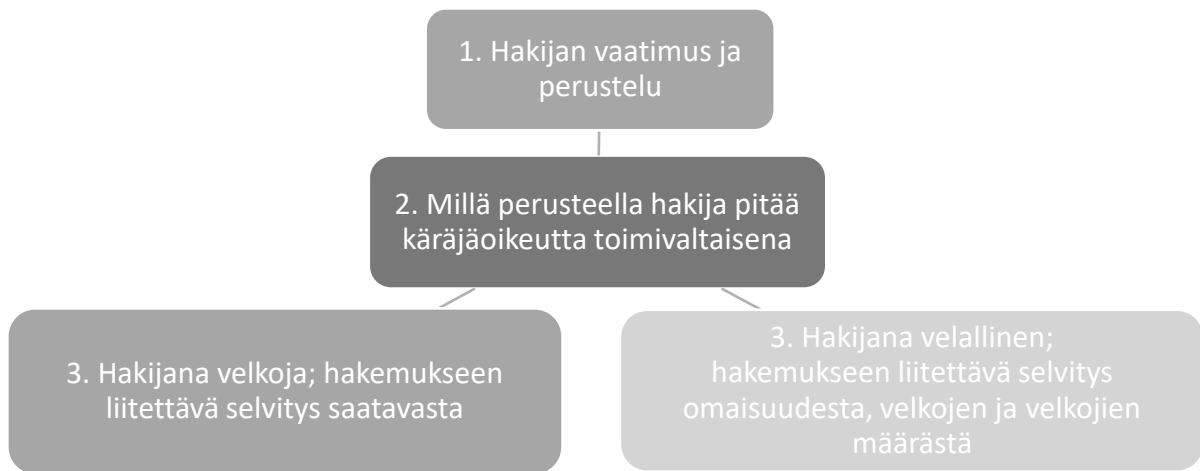 1. Hakijan vaatimus ja
perustelu
2. Millä perusteella hakija pitää
käräjäoikeutta toimivaltaisena
3. Hakijana velkoja; hakemukseen
liitettävä selvitys saatavasta
3. Hakijana velallinen;
hakemukseen liitettävä selvitys
omaisuudesta, velkojen ja velkojien
määrästä